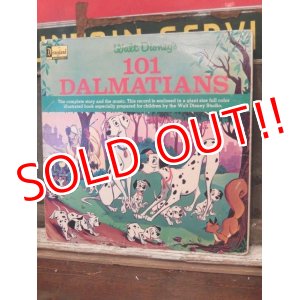 Disneyland
Walt Disney's
101
DALMATIANS
The complete story and the music. This record is enclosed in a giant size full color
illustrated book especially prepared for children by the Walt Disney Studio.
SOLD OUT!!